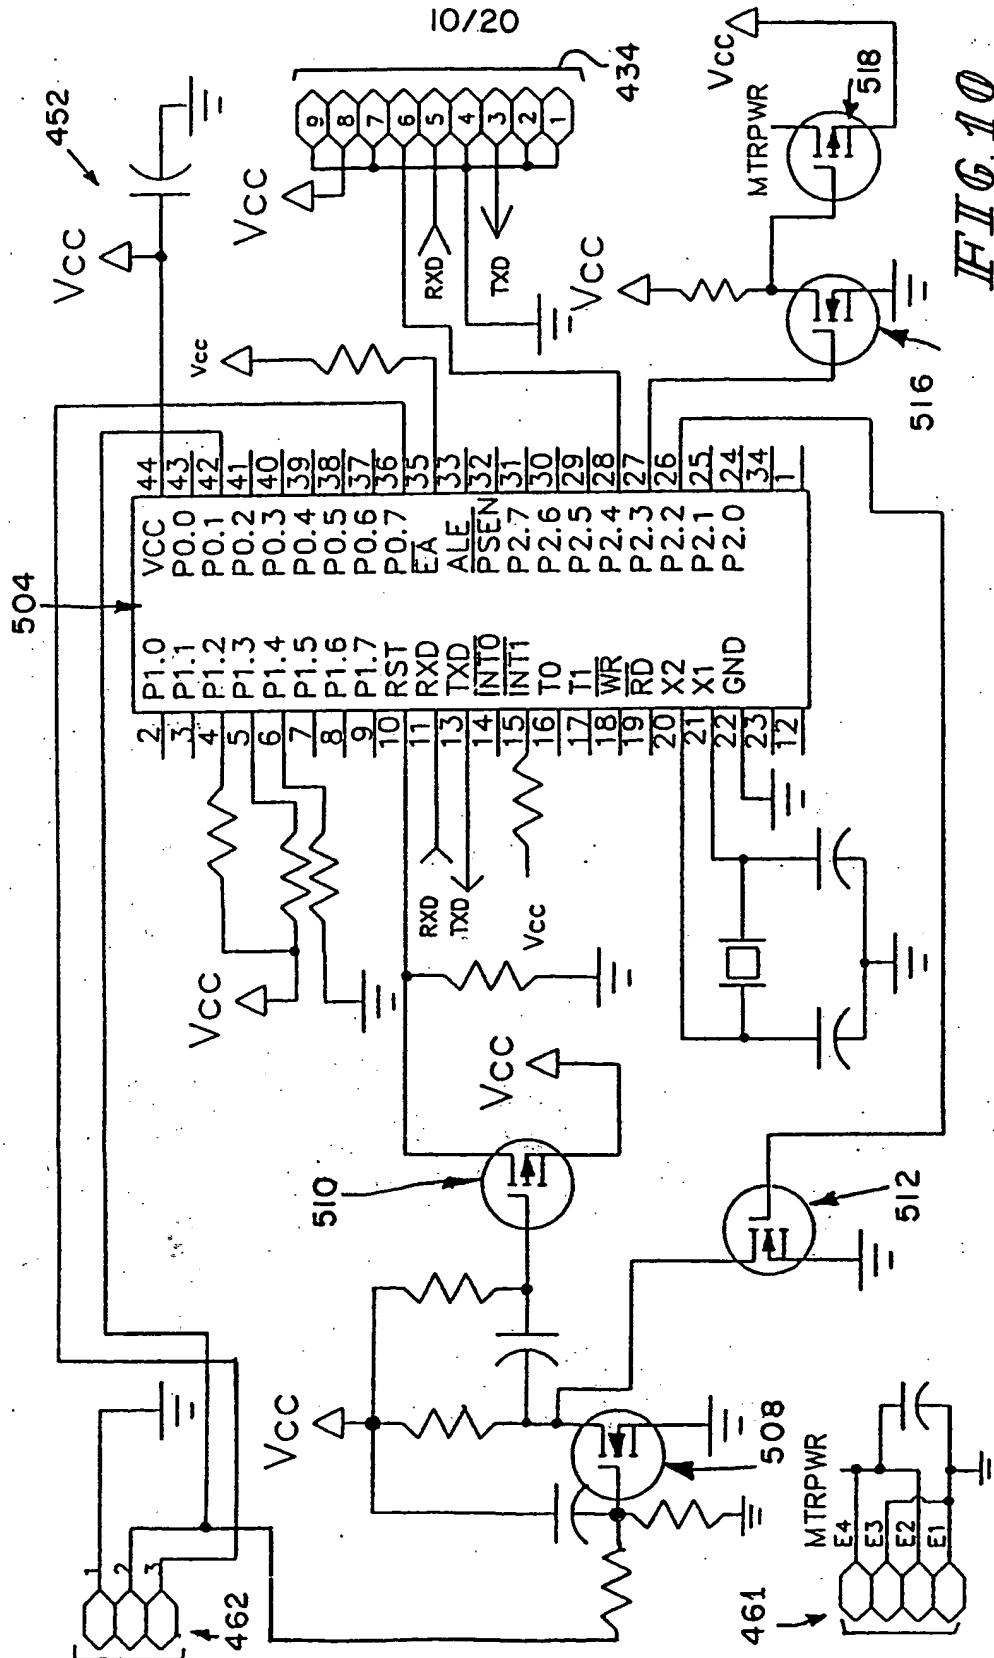 10/20
452
VCC
VCC
434
9
8
7
6
5
4
3
2
1
RXD
TXD
VCC
MTRPWR
518
Vcc
VCC
516
FIG. 10
504
VCC 44
P0.0 43
P0.1 42
P0.2 41
P0.3 40
P0.4 39
P0.5 38
P0.6 37
P0.7 36
EA 35
ALE 33
PSEN 32
P2.7 31
P2.6 30
P2.5 29
P2.4 28
P2.3 27
P2.2 26
P2.1 25
P2.0 24
34
1
2 P1.0
3 P1.1
4 P1.2
5 P1.3
6 P1.4
7 P1.5
8 P1.6
9 P1.7
10 RST
11 RXD
13 TXD
14 INT0
15 INT1
16 T0
17 T1
18 WR
19 RD
20 X2
21 X1
22 GND
23
12
VCC
RXD
TXD
Vcc
VCC
510
512
VCC
508
1
2
3
462
MTRPWR
E4
E3
E2
E1
461